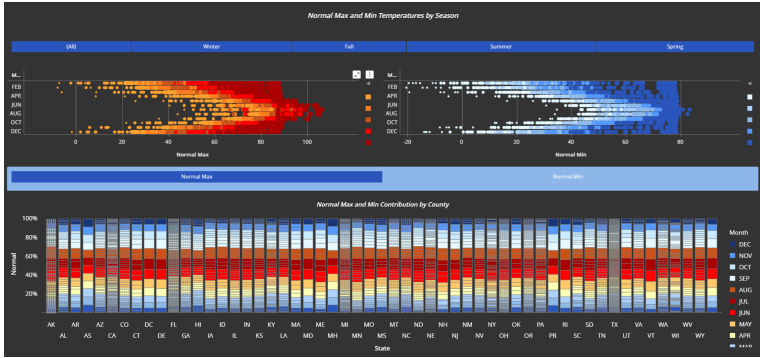 Normal Max and Min Temperatures by Season
(All) Winter Fall Summer Spring
M...
FEB
APR
JUN
AUG
OCT
DEC
0 20 40 60 80 100
Normal Max
M...
FEB
APR
JUN
AUG
OCT
DEC
-20 0 20 40 60 80
Normal Min
Normal Max Normal Min
Normal Max and Min Contribution by County
100%
80%
60%
40%
20%
Normal
AK AR AZ CO DC FL HI ID IN KY MA ME MI MO MT ND NH NM NY OK PA RI SD TX VA WA WV
AL AS CA CT DE GA IA IL KS LA MD MH MN MS NC NE NJ NV OH OR PR SC TN UT VT WI WY
State
Month
DEC
NOV
OCT
SEP
AUG
JUL
JUN
MAY
APR
MAR